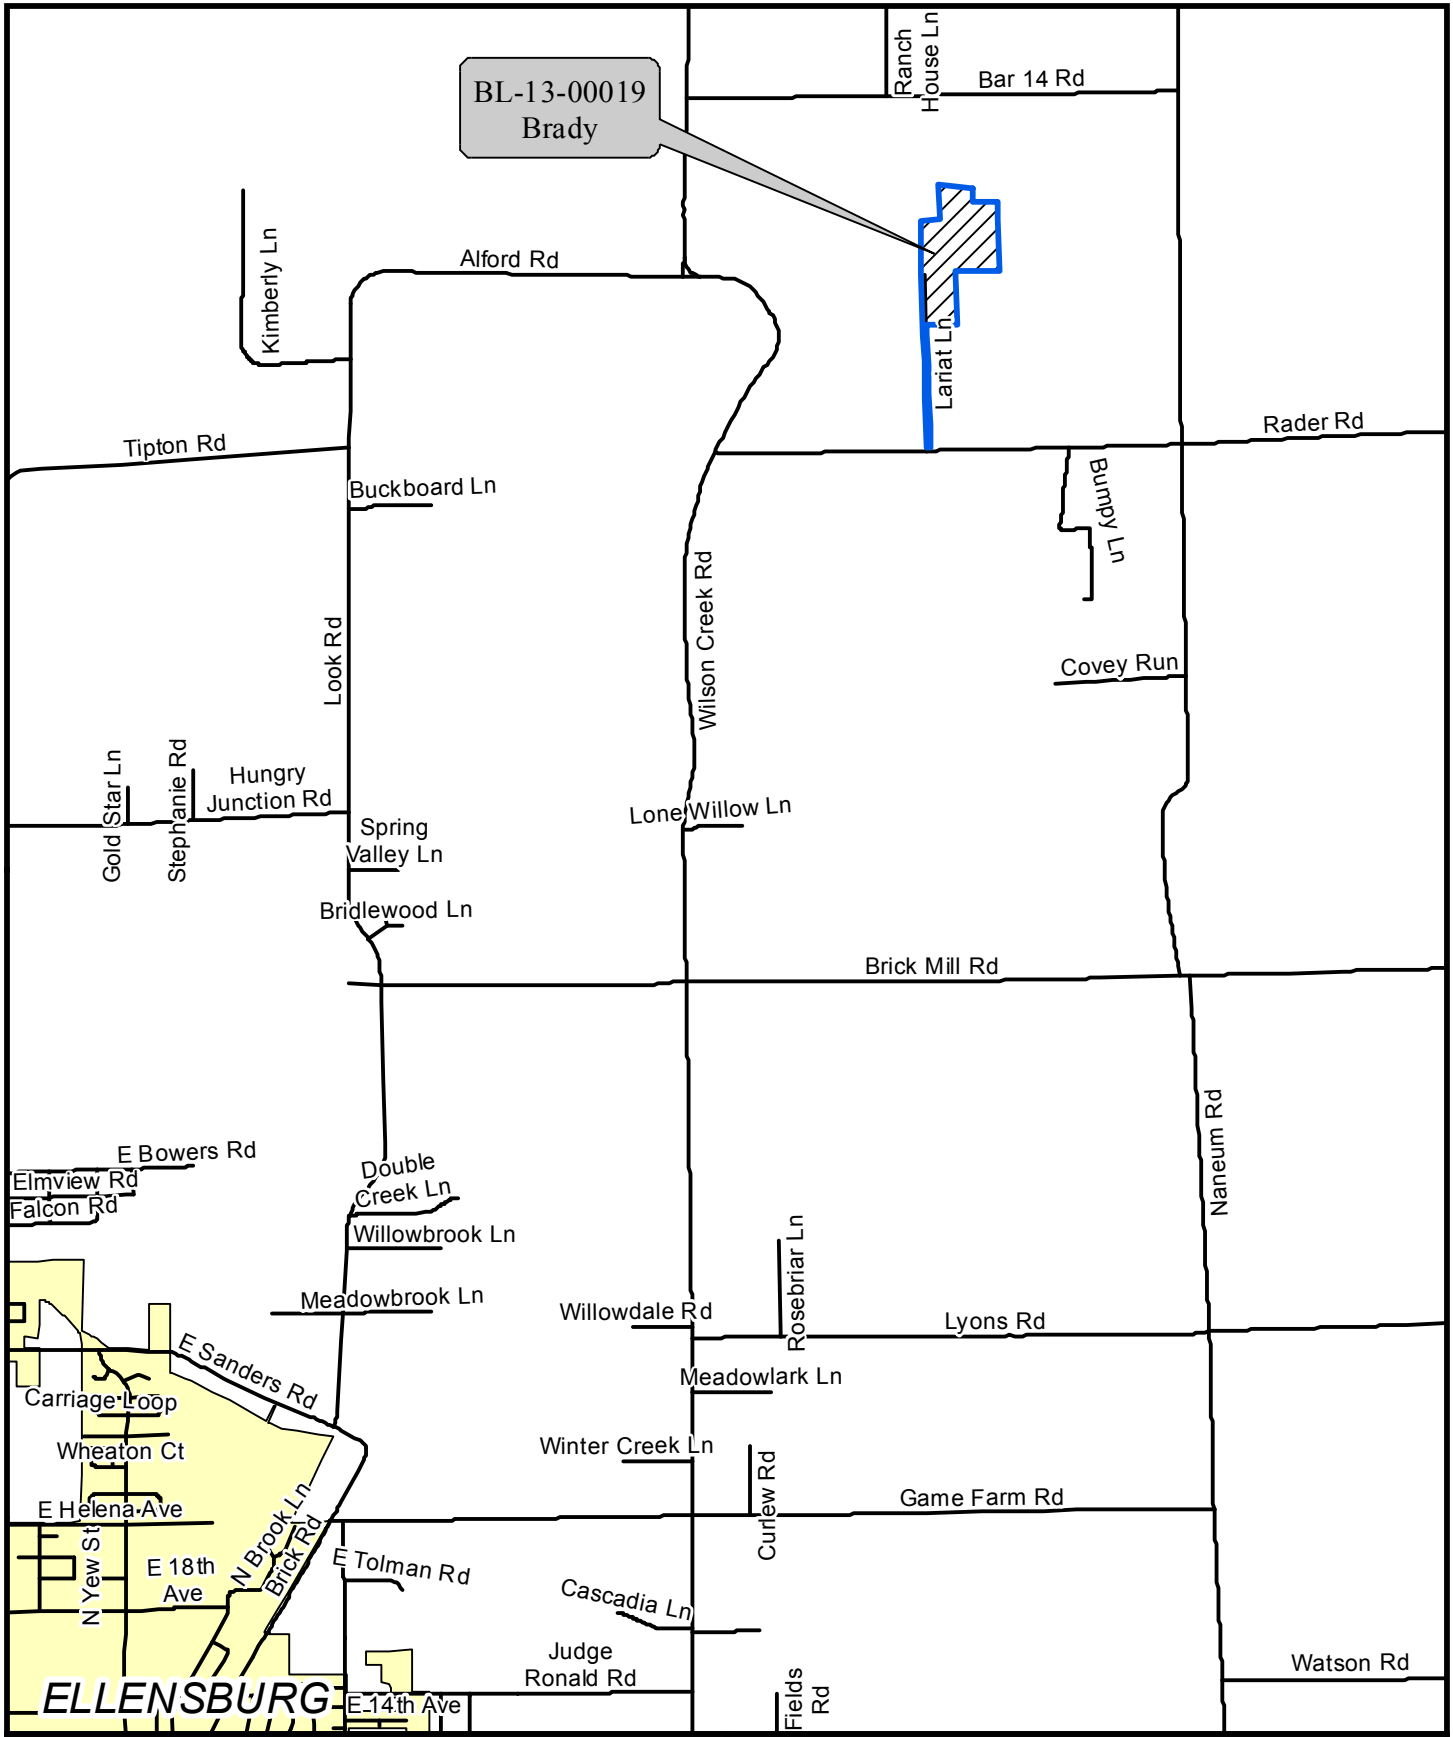 Ranch
House Ln
Bar 14 Rd
BL-13-00019
Brady
Kimberly Ln
Alford Rd
Lariat Ln
Rader Rd
Tipton Rd
Buckboard Ln
Bumpy Ln
Look Rd
Wilson Creek Rd
Covey Run
Gold Star Ln
Stephanie Rd
Hungry
Junction Rd
Lone Willow Ln
Spring
Valley Ln
Bridlewood Ln
Brick Mill Rd
Naneum Rd
E Bowers Rd
Elmview Rd
Falcon Rd
Double
Creek Ln
Willowbrook Ln
Meadowbrook Ln
Willowdale Rd
Rosebriar Ln
Lyons Rd
E Sanders Rd
Meadowlark Ln
Carriage Loop
Wheaton Ct
Winter Creek Ln
Curlew Rd
Game Farm Rd
E Helena Ave
N Yew St
E 18th
Ave
N Brook Ln
Brick Rd
E Tolman Rd
Cascadia Ln
Judge
Ronald Rd
Watson Rd
ELLENSBURG
E 14th Ave
Fields
Rd